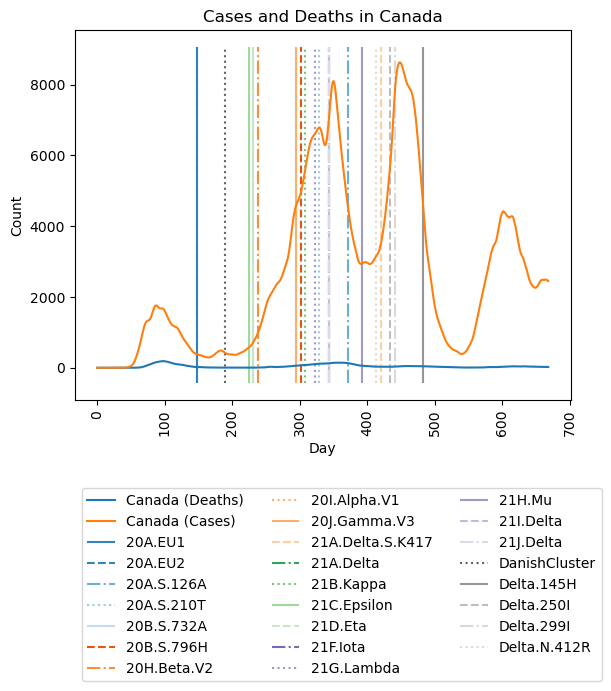 Cases and Deaths in Canada
Count
8000
6000
4000
2000
0
0
100
200
300
400
500
600
700
Day
Canada (Deaths)
Canada (Cases)
20A.EU1
20A.EU2
20A.S.126A
20A.S.210T
20B.S.732A
20B.S.796H
20H.Beta.V2
20I.Alpha.V1
20J.Gamma.V3
21A.Delta.S.K417
21A.Delta
21B.Kappa
21C.Epsilon
21D.Eta
21F.Iota
21G.Lambda
21H.Mu
21I.Delta
21J.Delta
DanishCluster
Delta.145H
Delta.250I
Delta.299I
Delta.N.412R